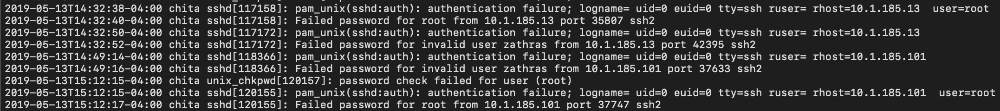 2019-05-13T14:32:38-04:00 chita sshd[117158]: pam_unix(sshd:auth): authentication failure; logname= uid=0 euid=0 tty=ssh ruser= rhost=10.1.185.13  user=root
2019-05-13T14:32:40-04:00 chita sshd[117158]: Failed password for root from 10.1.185.13 port 35807 ssh2
2019-05-13T14:32:50-04:00 chita sshd[117172]: pam_unix(sshd:auth): authentication failure; logname= uid=0 euid=0 tty=ssh ruser= rhost=10.1.185.13
2019-05-13T14:32:52-04:00 chita sshd[117172]: Failed password for invalid user zathras from 10.1.185.13 port 42395 ssh2
2019-05-13T14:49:14-04:00 chita sshd[118366]: pam_unix(sshd:auth): authentication failure; logname= uid=0 euid=0 tty=ssh ruser= rhost=10.1.185.101
2019-05-13T14:49:16-04:00 chita sshd[118366]: Failed password for invalid user zathras from 10.1.185.101 port 37633 ssh2
2019-05-13T15:12:15-04:00 chita unix_chkpwd[120157]: password check failed for user (root)
2019-05-13T15:12:15-04:00 chita sshd[120155]: pam_unix(sshd:auth): authentication failure; logname= uid=0 euid=0 tty=ssh ruser= rhost=10.1.185.101  user=root
2019-05-13T15:12:17-04:00 chita sshd[120155]: Failed password for root from 10.1.185.101 port 37747 ssh2